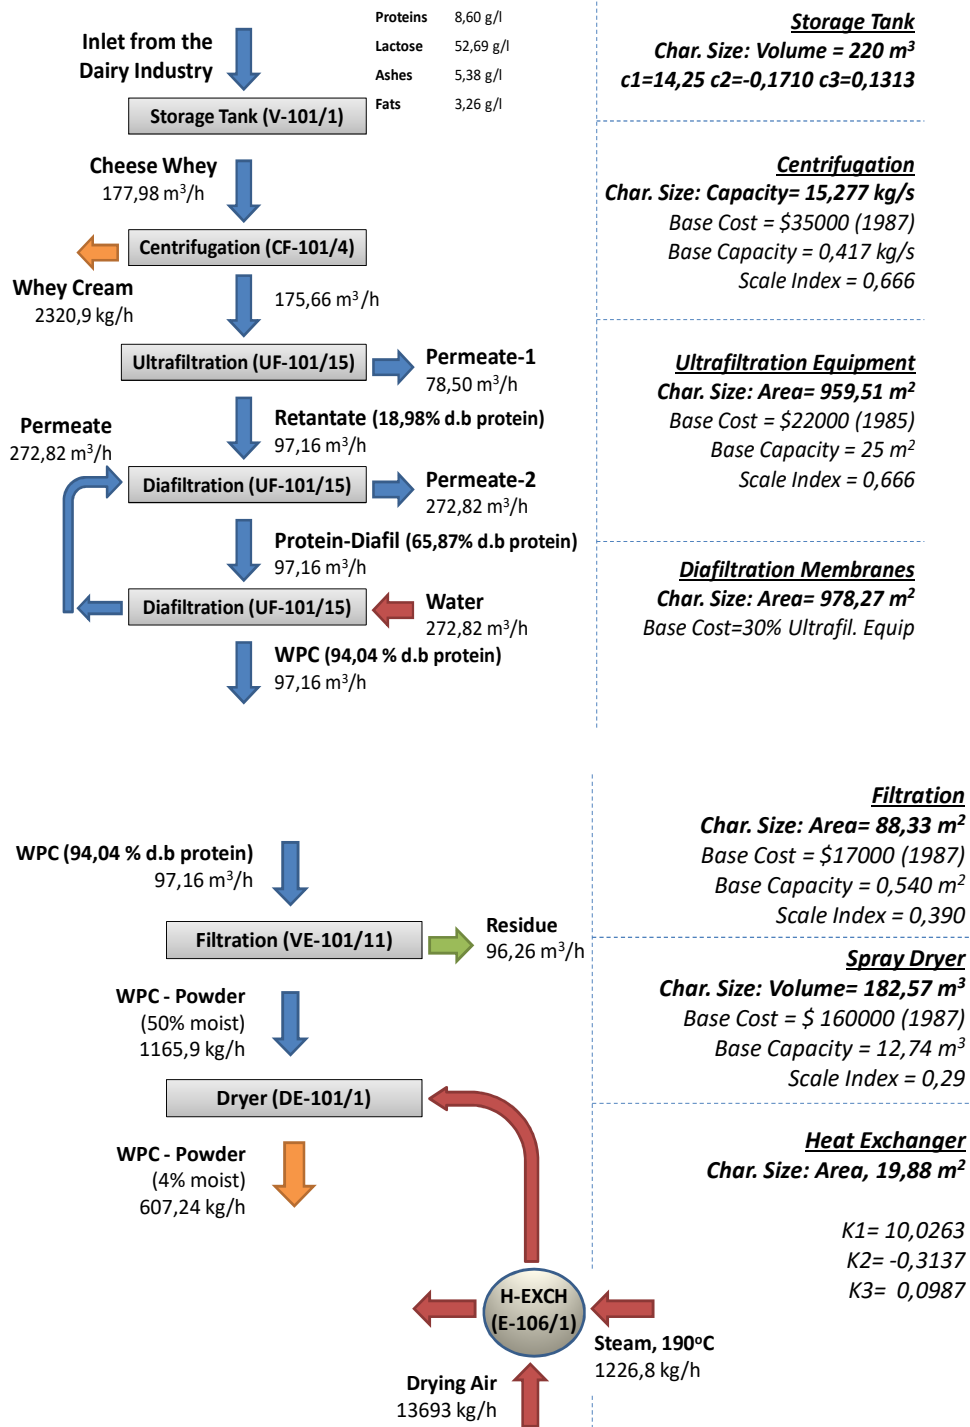 Proteins 8,60 g/l
Lactose 52,69 g/l
Ashes 5,38 g/l
Fats 3,26 g/l
Inlet from the
Dairy Industry
Storage Tank (V-101/1)
Cheese Whey
177,98 m³/h
Centrifugation (CF-101/4)
Whey Cream
2320,9 kg/h
175,66 m³/h
Ultrafiltration (UF-101/15)
Permeate-1
78,50 m³/h
Retantate (18,98% d.b protein)
97,16 m³/h
Permeate
272,82 m³/h
Diafiltration (UF-101/15)
Permeate-2
272,82 m³/h
Protein-Diafil (65,87% d.b protein)
97,16 m³/h
Diafiltration (UF-101/15)
Water
272,82 m³/h
WPC (94,04 % d.b protein)
97,16 m³/h
Storage Tank
Char. Size: Volume = 220 m³
c1=14,25 c2=-0,1710 c3=0,1313
Centrifugation
Char. Size: Capacity= 15,277 kg/s
Base Cost = $35000 (1987)
Base Capacity = 0,417 kg/s
Scale Index = 0,666
Ultrafiltration Equipment
Char. Size: Area= 959,51 m²
Base Cost = $22000 (1985)
Base Capacity = 25 m²
Scale Index = 0,666
Diafiltration Membranes
Char. Size: Area= 978,27 m²
Base Cost=30% Ultrafil. Equip
WPC (94,04 % d.b protein)
97,16 m³/h
Filtration (VE-101/11)
Residue
96,26 m³/h
WPC - Powder
(50% moist)
1165,9 kg/h
Dryer (DE-101/1)
WPC - Powder
(4% moist)
607,24 kg/h
H-EXCH
(E-106/1)
Steam, 190ºC
1226,8 kg/h
Drying Air
13693 kg/h
Filtration
Char. Size: Area= 88,33 m²
Base Cost = $17000 (1987)
Base Capacity = 0,540 m²
Scale Index = 0,390
Spray Dryer
Char. Size: Volume= 182,57 m³
Base Cost = $ 160000 (1987)
Base Capacity = 12,74 m³
Scale Index = 0,29
Heat Exchanger
Char. Size: Area, 19,88 m²
K1= 10,0263
K2= -0,3137
K3= 0,0987